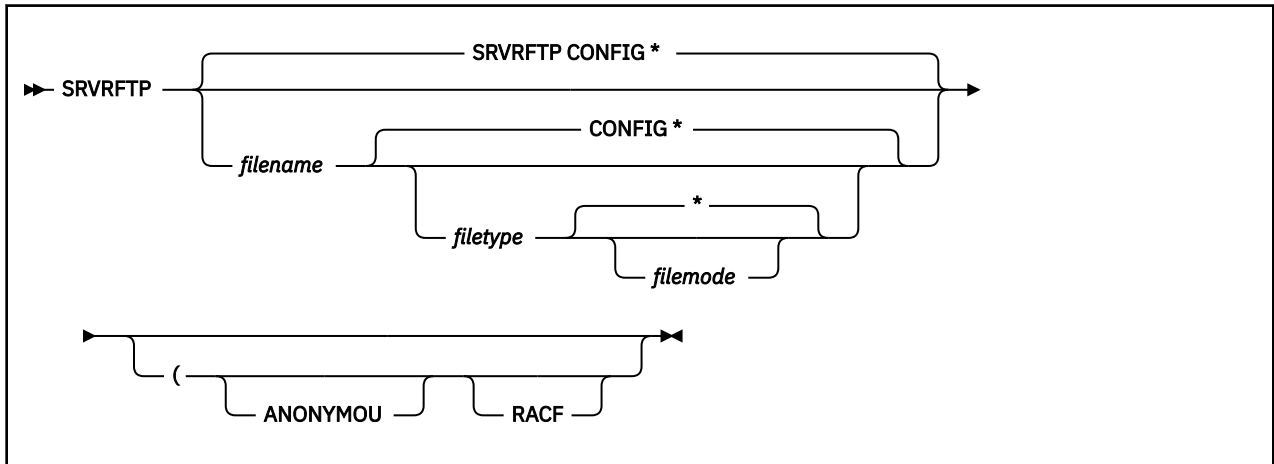 SRVRFTP CONFIG *
SRVRFTP
CONFIG *
filename
*
filetype
filemode
(
ANONYMOU
RACF